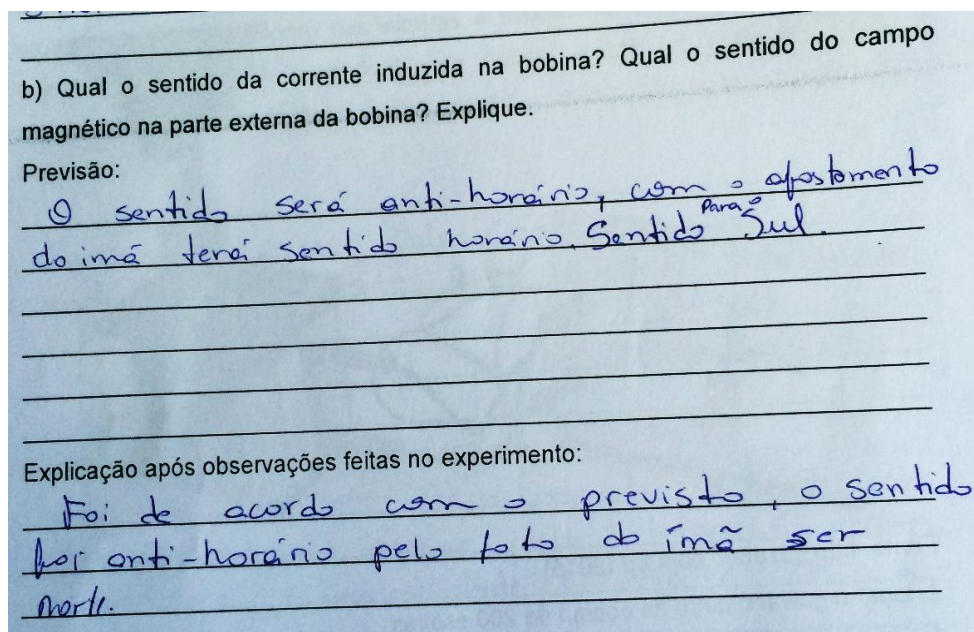 b) Qual o sentido da corrente induzida na bobina? Qual o sentido do campo
magnético na parte externa da bobina? Explique.
Previsão:
O sentido será anti-horário, com o afastamento
do imã terá sentido horário. Sentido Para o Sul.
Explicação após observações feitas no experimento:
Foi de acordo com o previsto, o sentido
foi anti-horário pelo fato do ímã ser
norte.